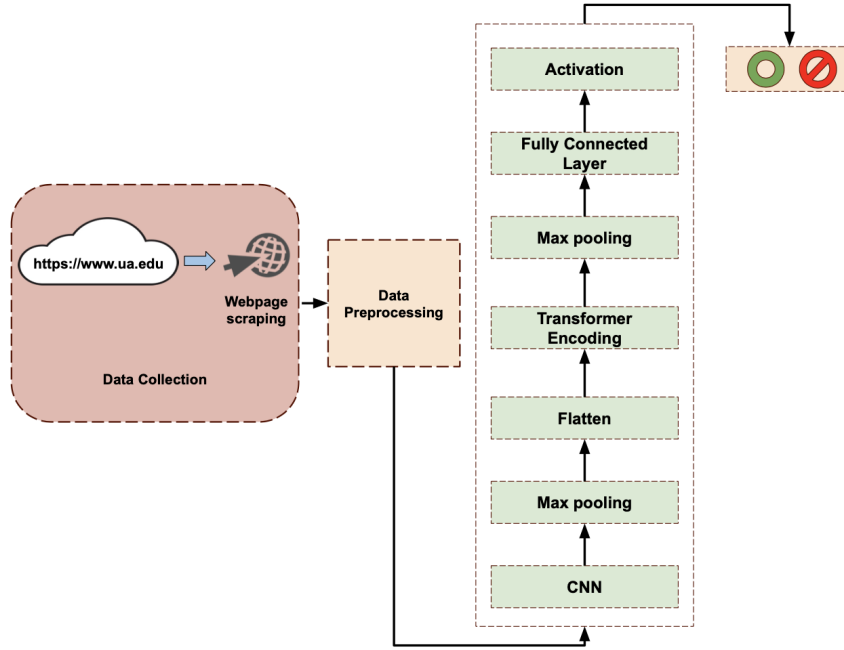 https://www.ua.edu
Webpage
scraping
Data Collection
Data
Preprocessing
Activation
Fully Connected
Layer
Max pooling
Transformer
Encoding
Flatten
Max pooling
CNN